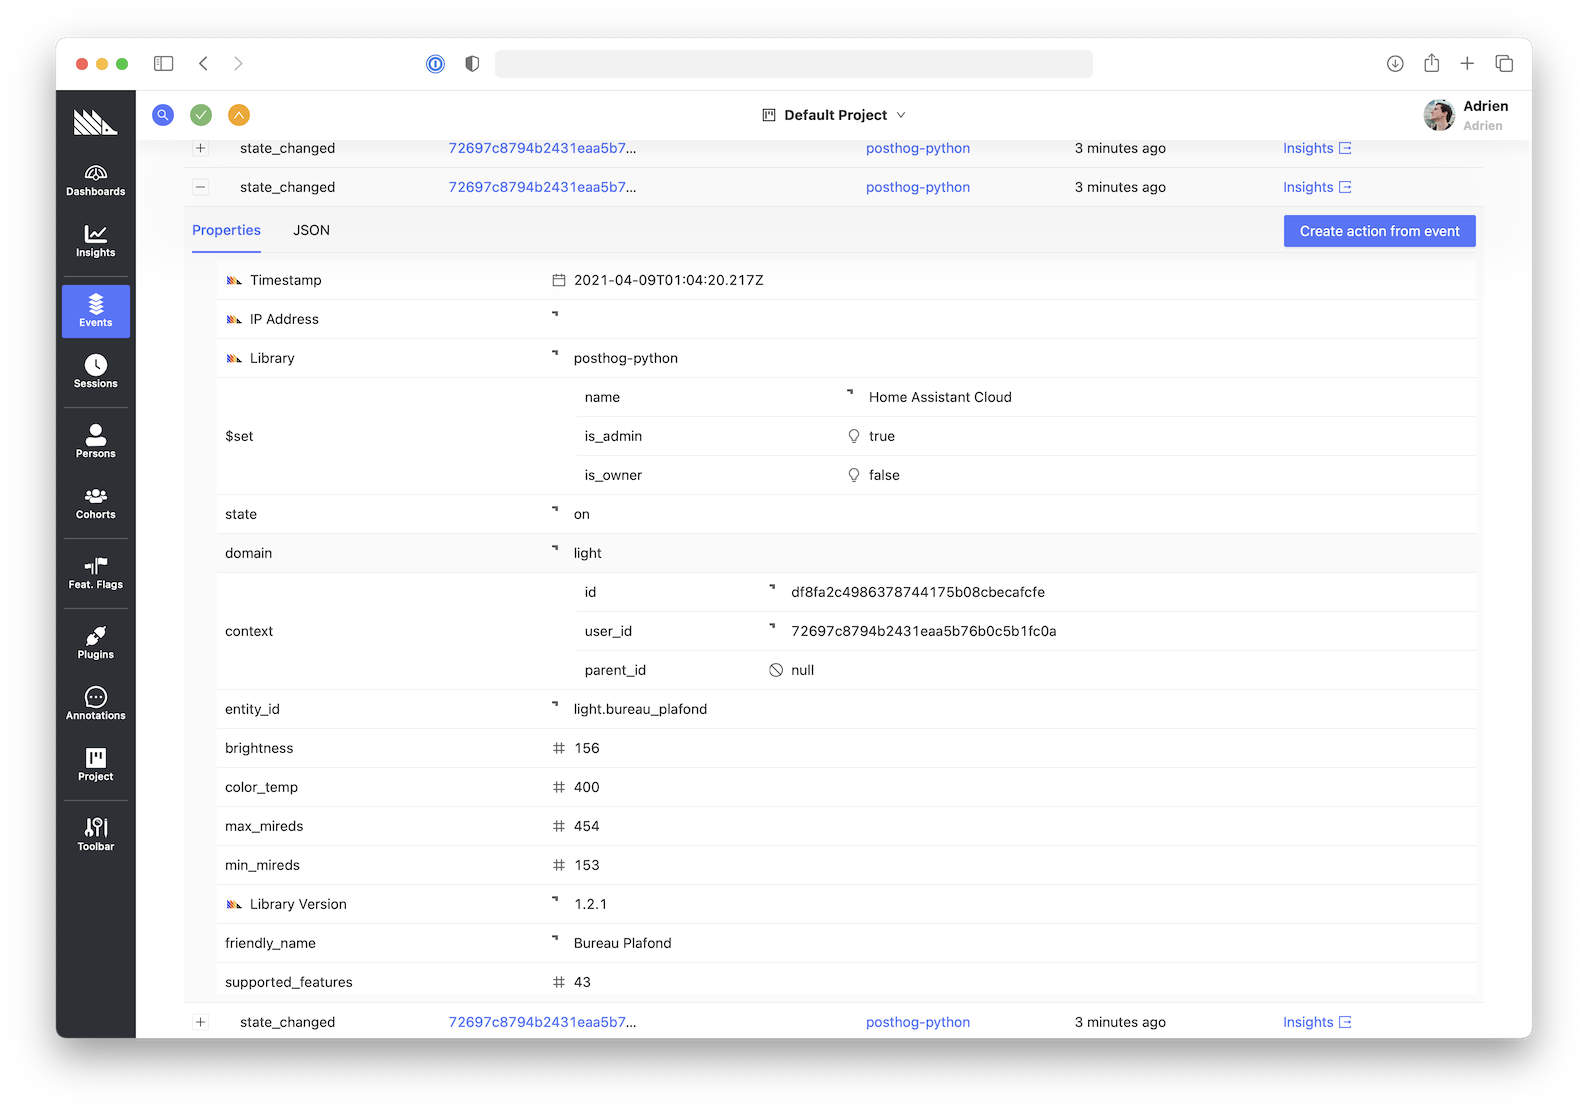 Default Project
Adrien
Adrien
Dashboards
Insights
Events
Sessions
Persons
Cohorts
Feat. Flags
Plugins
Annotations
Project
Toolbar
state_changed 72697c8794b2431eaa5b7... posthog-python 3 minutes ago Insights
state_changed 72697c8794b2431eaa5b7... posthog-python 3 minutes ago Insights
Properties JSON Create action from event
Timestamp 2021-04-09T01:04:20.217Z
IP Address
Library posthog-python
$set
name Home Assistant Cloud
is_admin true
is_owner false
state on
domain light
context
id df8fa2c4986378744175b08cbecafcfe
user_id 72697c8794b2431eaa5b76b0c5b1fc0a
parent_id null
entity_id light.bureau_plafond
brightness 156
color_temp 400
max_mireds 454
min_mireds 153
Library Version 1.2.1
friendly_name Bureau Plafond
supported_features 43
state_changed 72697c8794b2431eaa5b7... posthog-python 3 minutes ago Insights